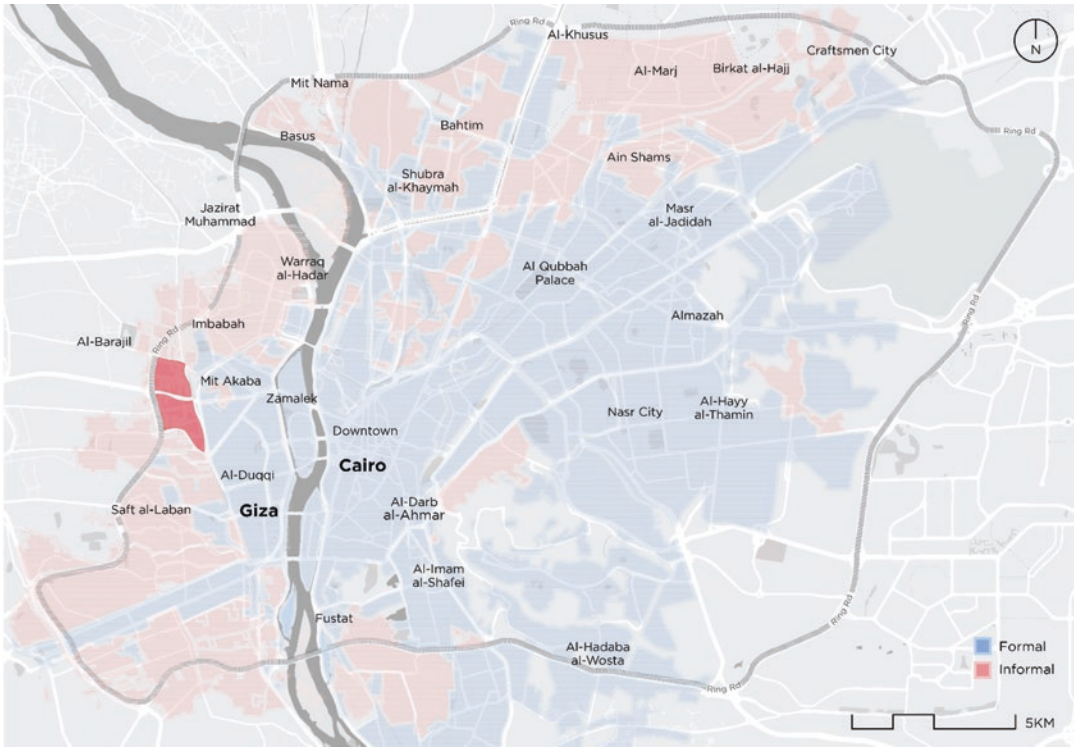 Ring Rd
Al-Khusus
N
Craftsmen City
Al-Marj
Birkat al-Hajj
Mit Nama
Bahtim
Basus
Ring Rd
Ain Shams
Shubra
al-Khaymah
Jazirat
Muhammad
Masr
al-Jadidah
Warraq
al-Hadar
Al Qubbah
Palace
Ring Rd
Almazah
Imbabah
Al-Barajil
Ring Rd
Mit Akaba
Zamalek
Al-Hayy
al-Thamin
Nasr City
Downtown
Cairo
Al-Duqqi
Al-Darb
al-Ahmar
Saft al-Laban
Giza
Al-Imam
al-Shafei
Ring Rd
Fustat
Al-Hadaba
al-Wosta
Formal
Informal
Ring Rd
5KM